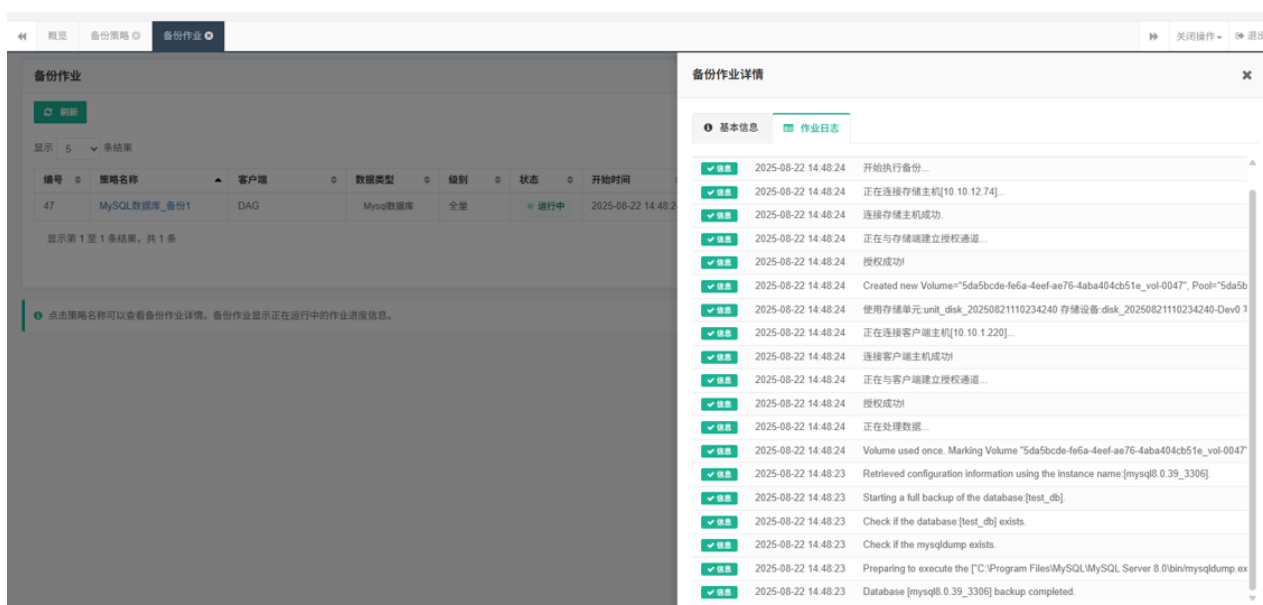 概览 备份策略 备份作业 关闭操作 退出
备份作业
刷新
显示 5 条结果
编号 策略名称 客户端 数据类型 级别 状态 开始时间
47 MySQL数据库_备份1 DAG Mysql数据库 全量 运行中 2025-08-22 14:48:2
显示第 1 至 1 条结果，共 1 条
点击策略名称可以查看备份作业详情。备份作业显示正在运行中的作业进度信息。
备份作业详情
基本信息 作业日志
信息 2025-08-22 14:48:24 开始执行备份...
信息 2025-08-22 14:48:24 正在连接存储主机[10.10.12.74]...
信息 2025-08-22 14:48:24 连接存储主机成功.
信息 2025-08-22 14:48:24 正在与存储端建立授权通道...
信息 2025-08-22 14:48:24 授权成功!
信息 2025-08-22 14:48:24 Created new Volume="5da5bcde-fe6a-4eef-ae76-4aba404cb51e_vol-0047", Pool="5da5b
信息 2025-08-22 14:48:24 使用存储单元:unit_disk_20250821110234240 存储设备:disk_20250821110234240-Dev0
信息 2025-08-22 14:48:24 正在连接客户端主机[10.10.1.220]...
信息 2025-08-22 14:48:24 连接客户端主机成功!
信息 2025-08-22 14:48:24 正在与客户端建立授权通道...
信息 2025-08-22 14:48:24 授权成功!
信息 2025-08-22 14:48:24 正在处理数据...
信息 2025-08-22 14:48:24 Volume used once. Marking Volume "5da5bcde-fe6a-4eef-ae76-4aba404cb51e_vol-0047"
信息 2025-08-22 14:48:23 Retrieved configuration information using the instance name:[mysql8.0.39_3306].
信息 2025-08-22 14:48:23 Starting a full backup of the database:[test_db].
信息 2025-08-22 14:48:23 Check if the database:[test_db] exists.
信息 2025-08-22 14:48:23 Check if the mysqldump exists.
信息 2025-08-22 14:48:23 Preparing to execute the ["C:\Program Files\MySQL\MySQL Server 8.0\bin/mysqldump.ex
信息 2025-08-22 14:48:23 Database [mysql8.0.39_3306] backup completed.